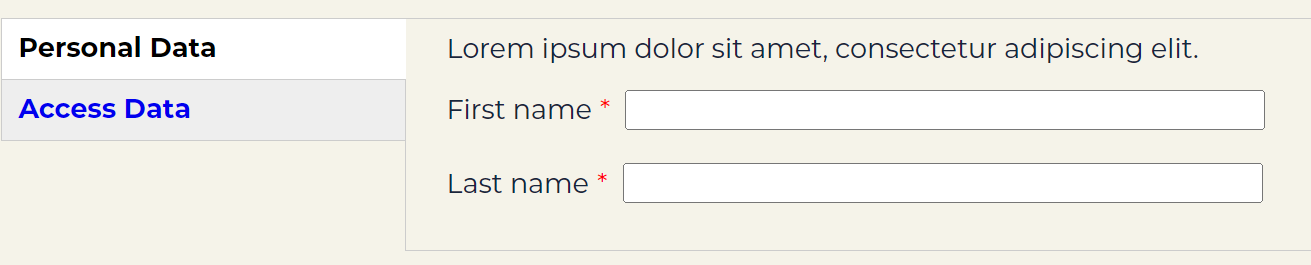 Personal Data
Access Data
Lorem ipsum dolor sit amet, consectetur adipiscing elit.
First name *
Last name *